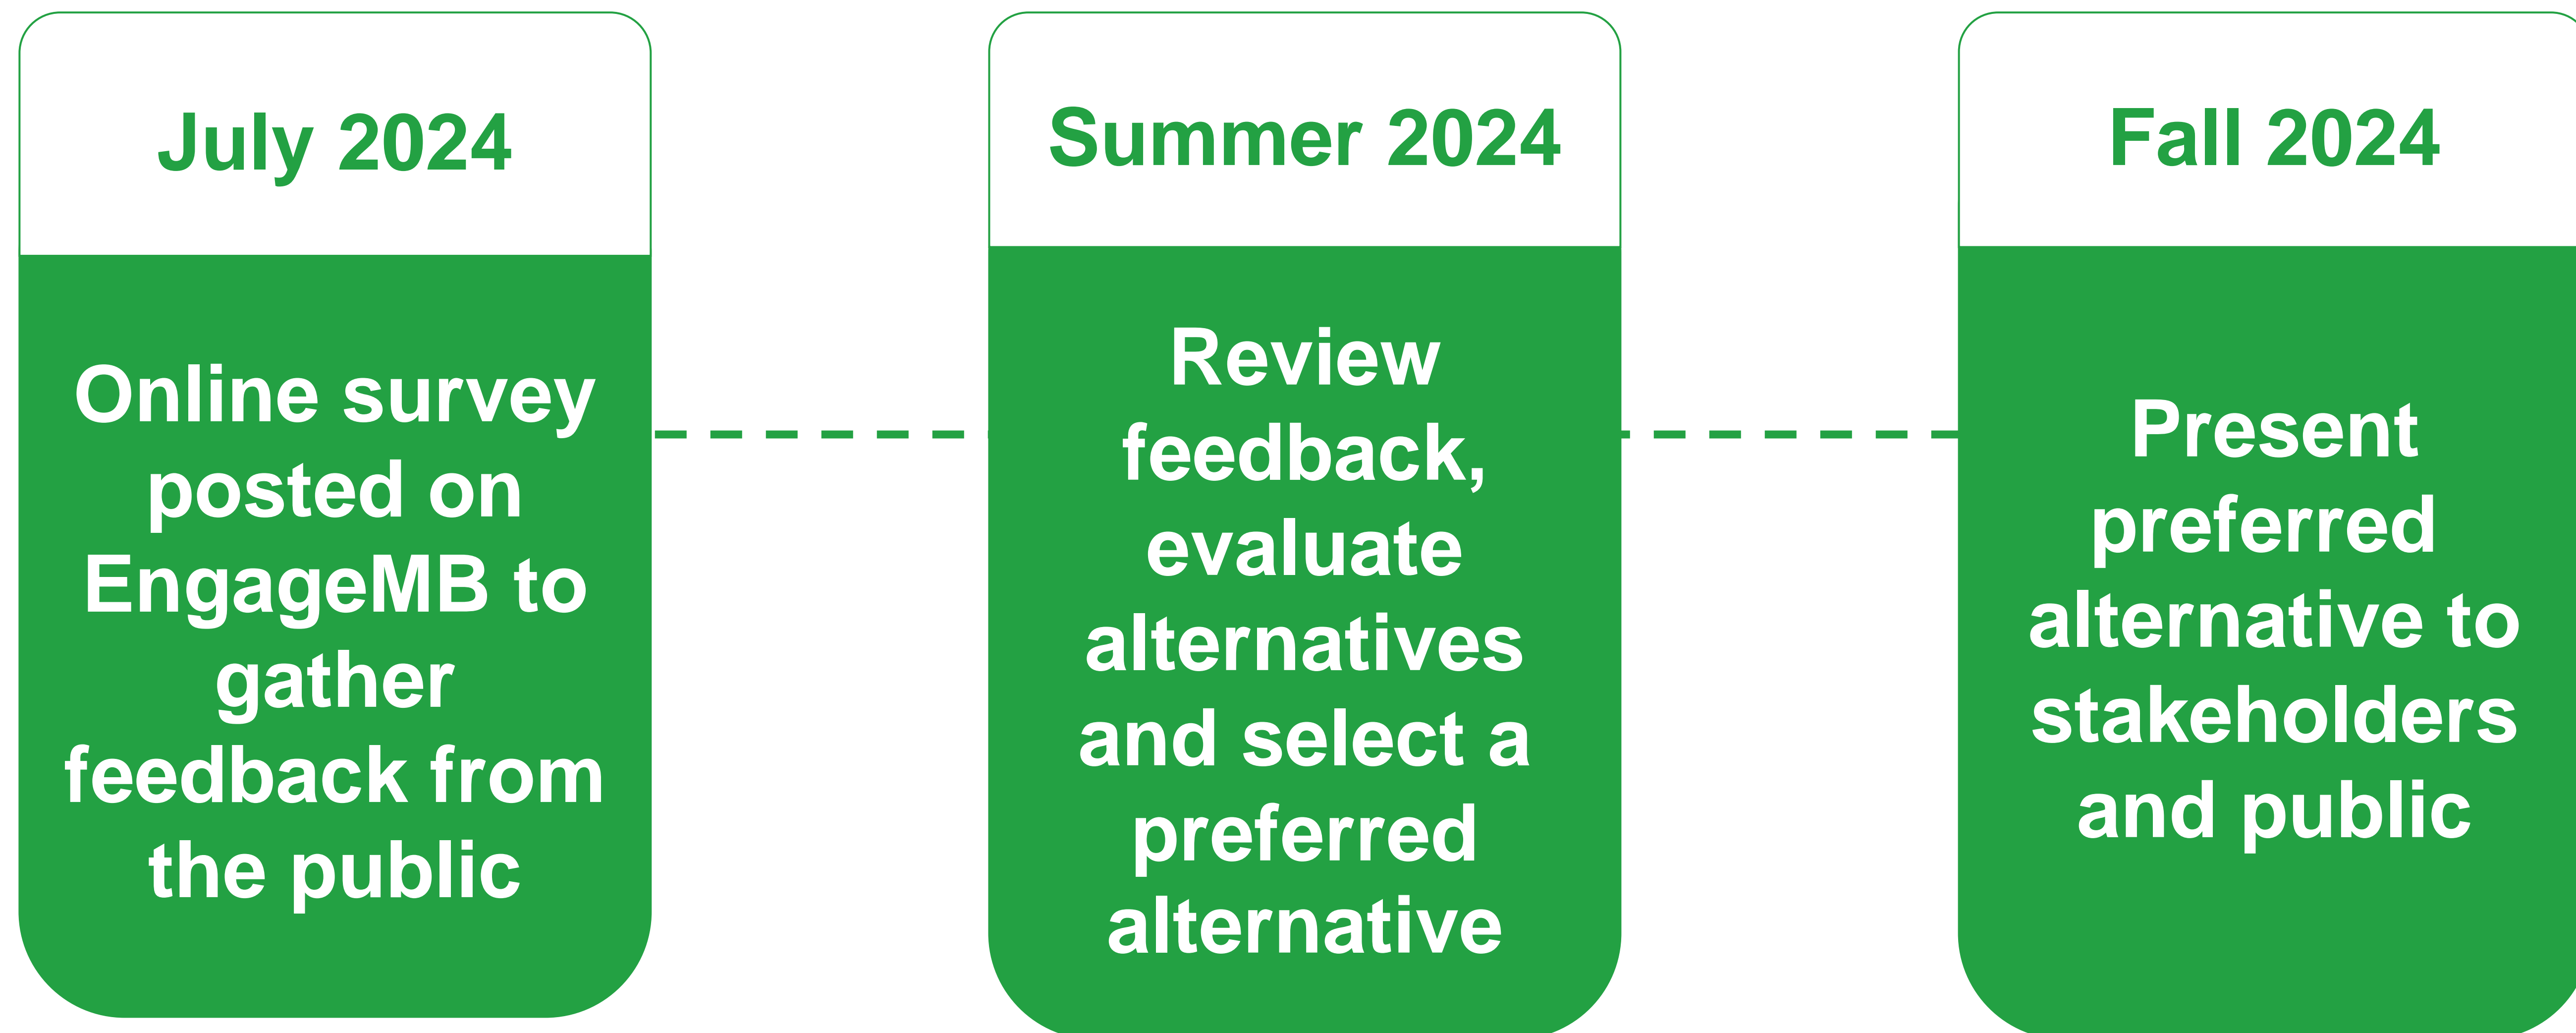 July 2024
Online survey
posted on
EngageMB to
gather
feedback from
the public
Summer 2024
Review
feedback,
evaluate
alternatives
and select a
preferred
alternative
Fall 2024
Present
preferred
alternative to
stakeholders
and public